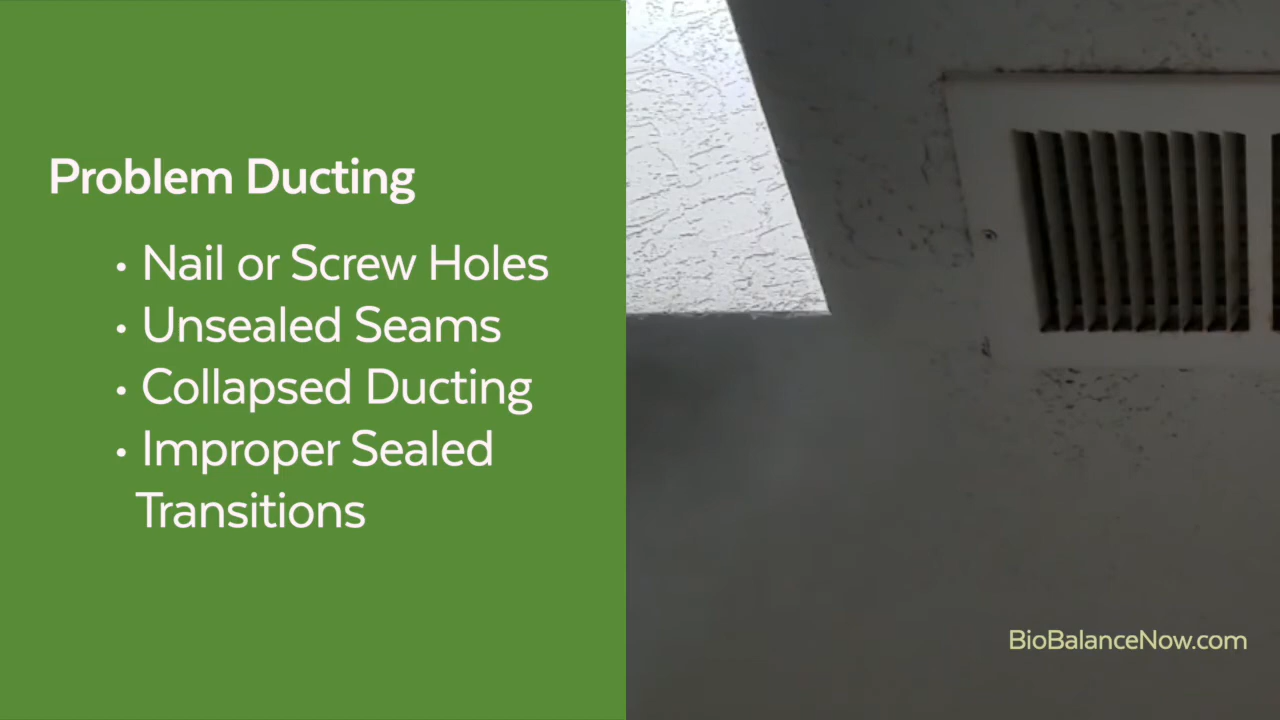 Problem Ducting
• Nail or Screw Holes
• Unsealed Seams
• Collapsed Ducting
• Improper Sealed
Transitions
BioBalanceNow.com